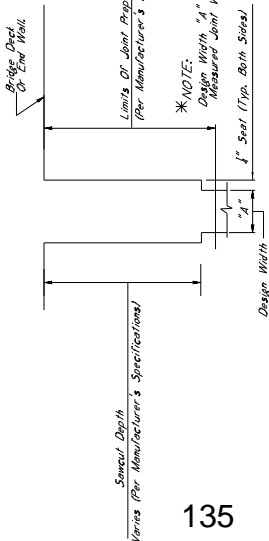 Bridge Deck
Or End Wall.
Limits Of Joint Prep
(Per Manufacturer's
*NOTE:
Design Width "A"
Measured Joint
" Seat (Typ. Both Sides)
"A"
Design Width
Sawcut Depth
Varies (Per Manufacturer's Specifications)
135